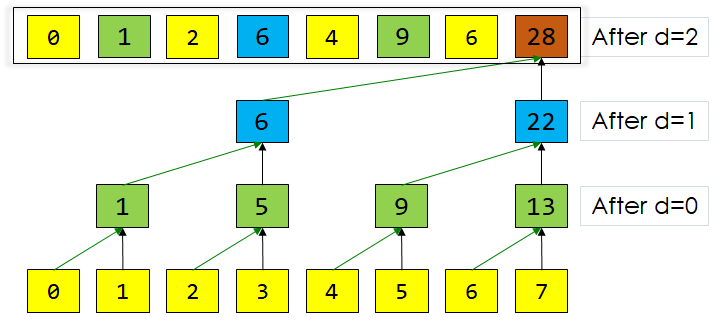 0 1 2 6 4 9 6 28 After d=2
6 22 After d=1
1 5 9 13 After d=0
0 1 2 3 4 5 6 7